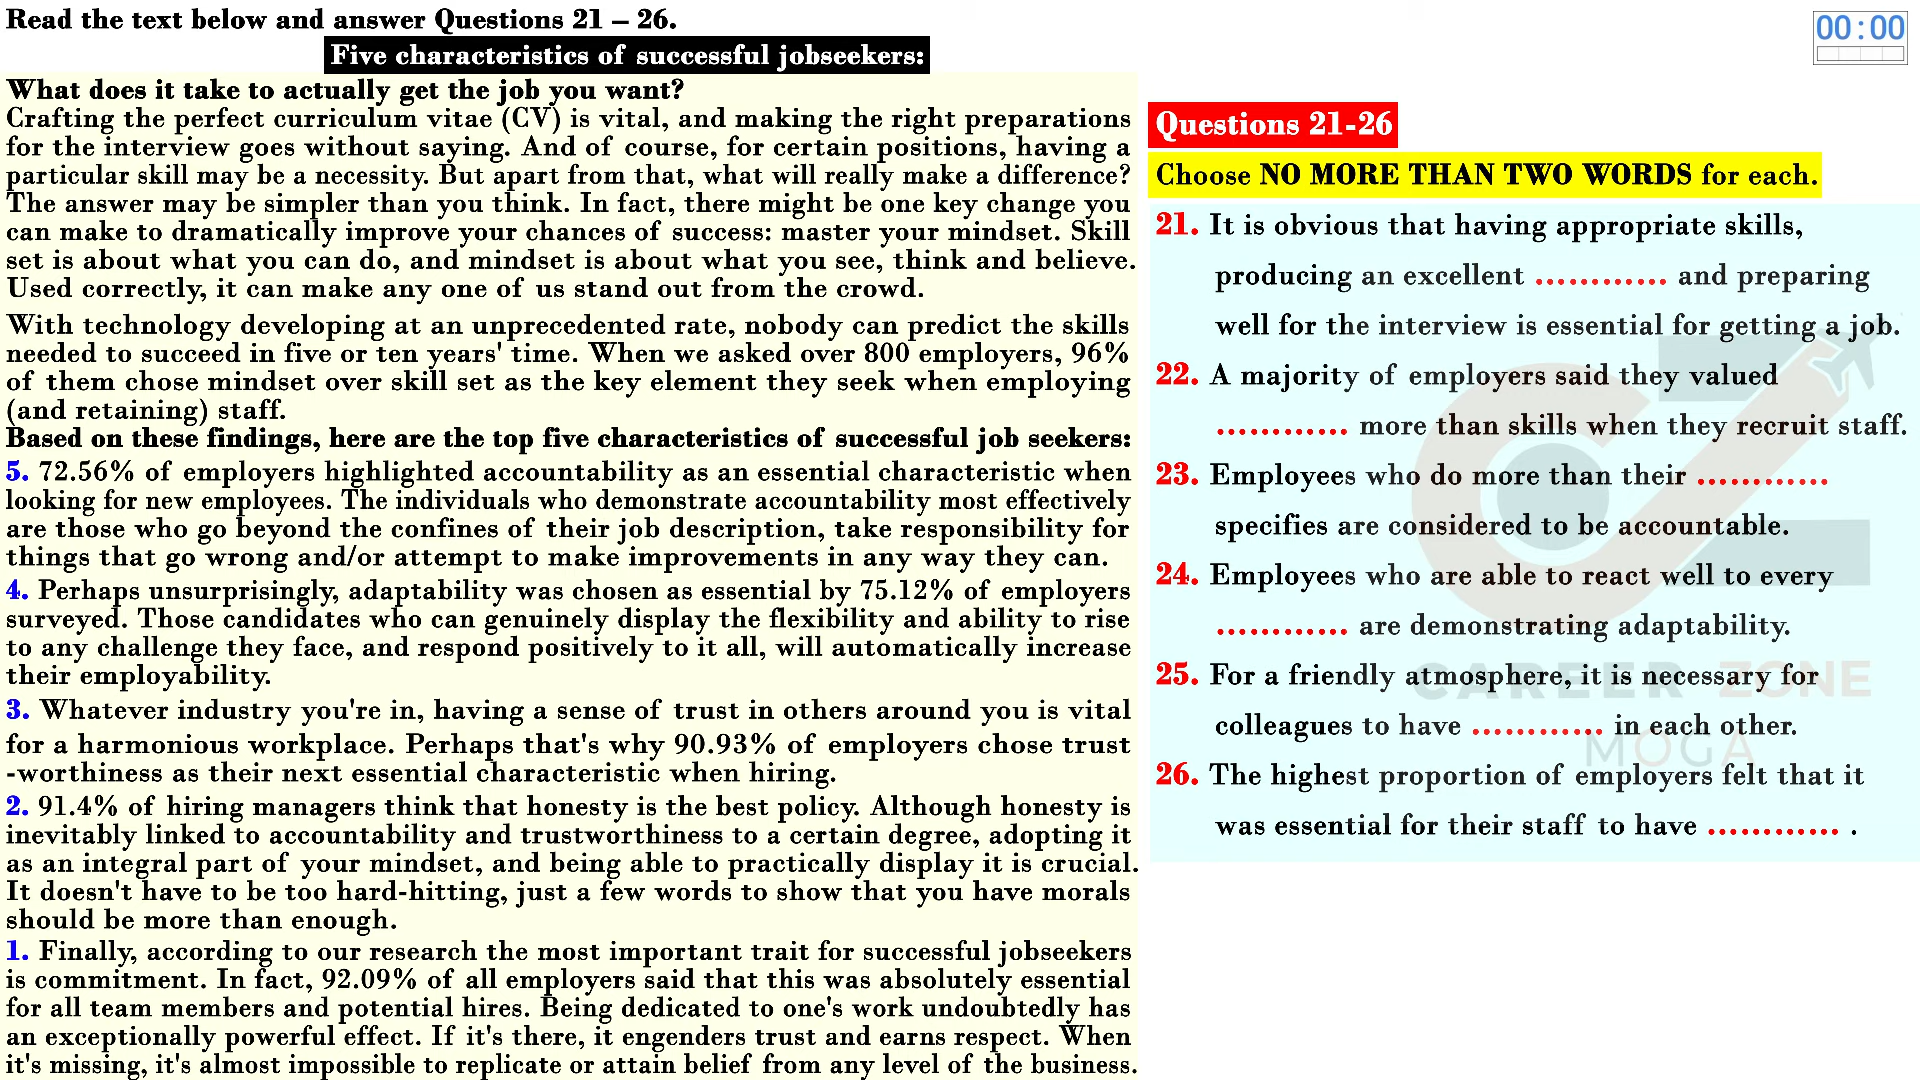 Read the text below and answer Questions 21 – 26.
Five characteristics of successful jobseekers:
What does it take to actually get the job you want?
Crafting the perfect curriculum vitae (CV) is vital, and making the right preparations
for the interview goes without saying. And of course, for certain positions, having a
particular skill may be a necessity. But apart from that, what will really make a difference?
The answer may be simpler than you think. In fact, there might be one key change you
can make to dramatically improve your chances of success: master your mindset. Skill
set is about what you can do, and mindset is about what you see, think and believe.
Used correctly, it can make any one of us stand out from the crowd.
With technology developing at an unprecedented rate, nobody can predict the skills
needed to succeed in five or ten years' time. When we asked over 800 employers, 96%
of them chose mindset over skill set as the key element they seek when employing
(and retaining) staff.
Based on these findings, here are the top five characteristics of successful job seekers:
5. 72.56% of employers highlighted accountability as an essential characteristic when
looking for new employees. The individuals who demonstrate accountability most effectively
are those who go beyond the confines of their job description, take responsibility for
things that go wrong and/or attempt to make improvements in any way they can.
4. Perhaps unsurprisingly, adaptability was chosen as essential by 75.12% of employers
surveyed. Those candidates who can genuinely display the flexibility and ability to rise
to any challenge they face, and respond positively to it all, will automatically increase
their employability.
3. Whatever industry you're in, having a sense of trust in others around you is vital
for a harmonious workplace. Perhaps that's why 90.93% of employers chose trust
-worthiness as their next essential characteristic when hiring.
2. 91.4% of hiring managers think that honesty is the best policy. Although honesty is
inevitably linked to accountability and trustworthiness to a certain degree, adopting it
as an integral part of your mindset, and being able to practically display it is crucial.
It doesn't have to be too hard-hitting, just a few words to show that you have morals
should be more than enough.
1. Finally, according to our research the most important trait for successful jobseekers
is commitment. In fact, 92.09% of all employers said that this was absolutely essential
for all team members and potential hires. Being dedicated to one's work undoubtedly has
an exceptionally powerful effect. If it's there, it engenders trust and earns respect. When
it's missing, it's almost impossible to replicate or attain belief from any level of the business.
00:00
Questions 21-26
Choose NO MORE THAN TWO WORDS for each.
21. It is obvious that having appropriate skills,
producing an excellent ............ and preparing
well for the interview is essential for getting a job.
22. A majority of employers said they valued
............ more than skills when they recruit staff.
23. Employees who do more than their ............
specifies are considered to be accountable.
24. Employees who are able to react well to every
............ are demonstrating adaptability.
25. For a friendly atmosphere, it is necessary for
colleagues to have ............ in each other.
26. The highest proportion of employers felt that it
was essential for their staff to have ............ .
CAREER ZONE
MOGA